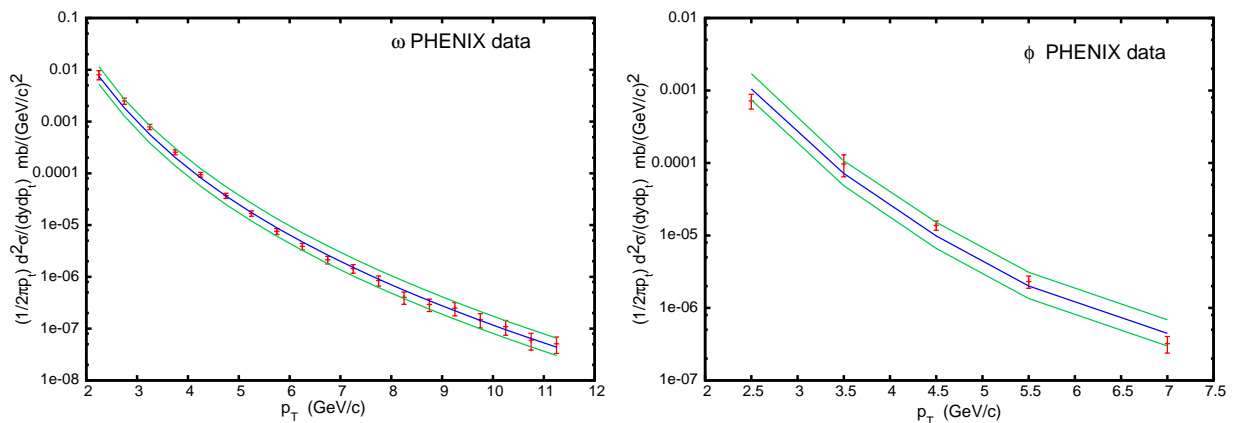 ω PHENIX data
(1/2πp_t) d²σ/(dydp_t) mb/(GeV/c)²
0.1
0.01
0.001
0.0001
1e-05
1e-06
1e-07
1e-08
2 3 4 5 6 7 8 9 10 11 12
p_T (GeV/c)
ϕ PHENIX data
(1/2πp_t) d²σ/(dydp_t) mb/(GeV/c)²
0.01
0.001
0.0001
1e-05
1e-06
1e-07
2 2.5 3 3.5 4 4.5 5 5.5 6 6.5 7 7.5
p_T (GeV/c)